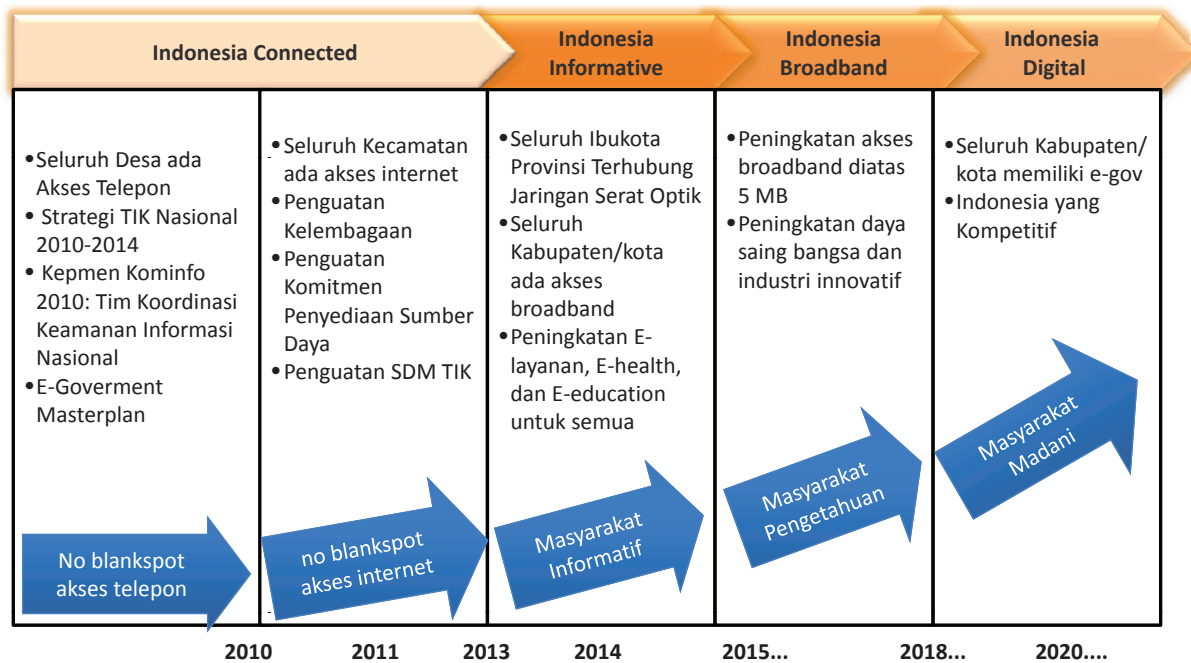 Indonesia Connected
Indonesia
Informative
Indonesia
Broadband
Indonesia
Digital
•Seluruh Desa ada
Akses Telepon
• Strategi TIK Nasional
2010-2014
• Kepmen Kominfo
2010: Tim Koordinasi
Keamanan Informasi
Nasional
•E-Goverment
Masterplan
•Seluruh Kecamatan
ada akses internet
•Penguatan
Kelembagaan
•Penguatan
Komitmen
Penyediaan Sumber
Daya
•Penguatan SDM TIK
•Seluruh Ibukota
Provinsi Terhubung
Jaringan Serat Optik
•Seluruh
Kabupaten/kota
ada akses
broadband
•Peningkatan E-
layanan, E-health,
dan E-education
untuk semua
•Peningkatan akses
broadband diatas
5 MB
•Peningkatan daya
saing bangsa dan
industri innovatif
•Seluruh Kabupaten/
kota memiliki e-gov
•Indonesia yang
Kompetitif
No blankspot
akses telepon
no blankspot
akses internet
Masyarakat
Informatif
Masyarakat
Pengetahuan
Masyarakat
Madani
2010 2011 2013 2014 2015... 2018... 2020....